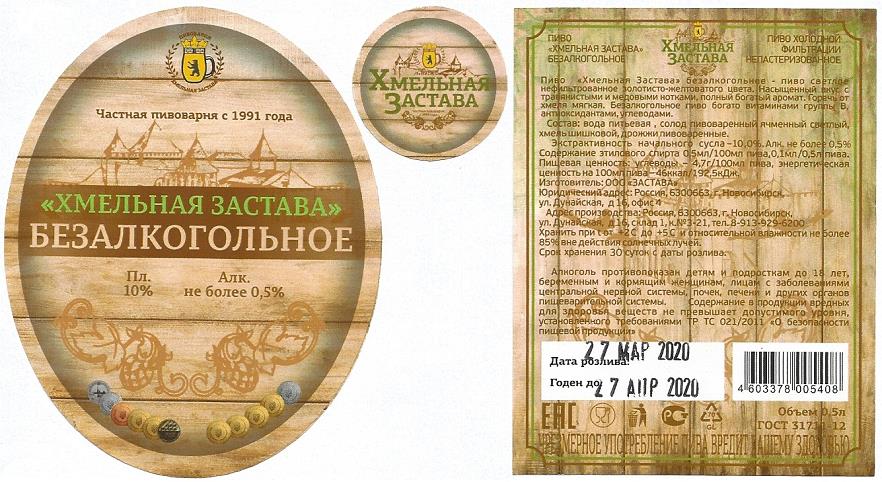 ПИВОВАРНЯ
ХМЕЛЬНАЯ ЗАСТАВА
Частная пивоварня с 1991 года
«ХМЕЛЬНАЯ ЗАСТАВА»
БЕЗАЛКОГОЛЬНОЕ
Пл.
10%
Алк.
не более 0,5%
ХМЕЛЬНАЯ
ЗАСТАВА
ПИВО
«ХМЕЛЬНАЯ ЗАСТАВА»
БЕЗАЛКОГОЛЬНОЕ
ХМЕЛЬНАЯ
ЗАСТАВА
ПИВО ХОЛОДНОЙ
ФИЛЬТРАЦИИ
НЕПАСТЕРИЗОВАННОЕ
Пиво «Хмельная Застава» безалкогольное - пиво светлое
нефильтрованное золотисто-желтоватого цвета. Насыщенный вкус с
травянистыми и медовыми нотками, полный богатый аромат. Горечь от
хмеля мягкая. Безалкогольное пиво богато витаминами группы В,
антиоксидантами, углеводами.
Состав: вода питьевая , солод пивоваренный ячменный светлый,
хмель шишковой, дрожжи пивоваренные.
Экстрактивность начального сусла –10,0%. Алк. не более 0.5%
Содержание этилового спирта 0,5мл/100мл пива,0,1мл/0,5л пива.
Пищевая ценность: углеводы – 4,7г/100мл пива, энергетическая
ценность на 100мл пива –46ккал/192,5кДж.
Изготовитель: ООО «ЗАСТАВА»
Юридический адрес: Россия, 6300663, г. Новосибирск,
ул. Дунайская, д 16, офис 4
Адрес производства: Россия, 6300663, г. Новосибирск,
ул. Дунайская, д 16, склад 1, к.№3-21, тел. 8-913-929-6200
Хранить при t от +2С до +5С и относительной влажности не более
85% вне действия солнечных лучей.
Срок хранения 30 суток с даты розлива.
Алкоголь противопоказан детям и подросткам до 18 лет,
беременным и кормящим женщинам, лицам с заболеваниями
центральной нервной системы, почек, печени и других органов
пищеварительной системы. Содержание в продукции вредных
для здоровья веществ не превышает допустимого уровня,
установленного требованиями ТР ТС 021/2011 «О безопасности
пищевой продукции»
Дата розлива: 27 МАР 2020
Годен до: 27 АПР 2020
4 603378 005408
ЕАС
GL
Объем 0,5л
ГОСТ 31711-12
ЧРЕЗМЕРНОЕ УПОТРЕБЛЕНИЕ ПИВА ВРЕДИТ ВАШЕМУ ЗДОРОВЬЮ